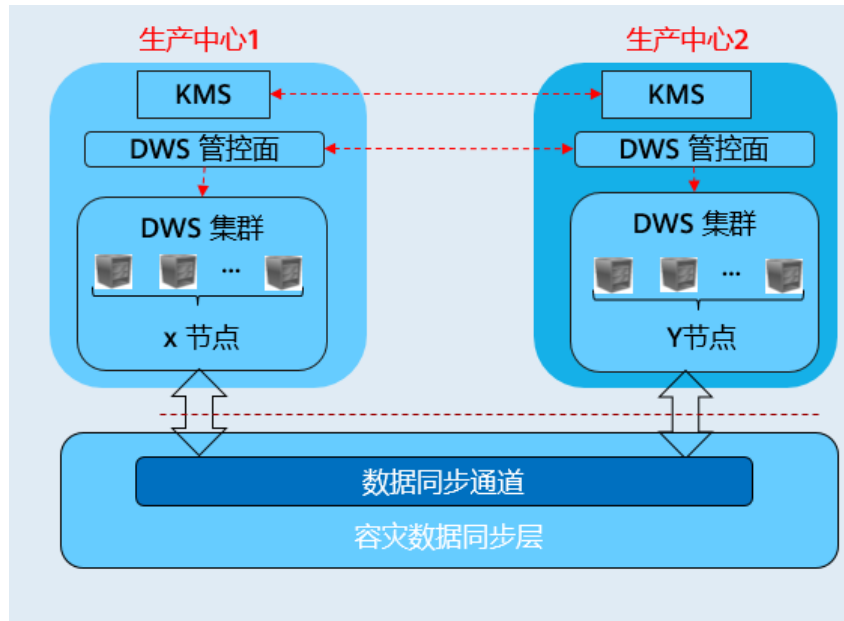 生产中心1
生产中心2
KMS
KMS
DWS 管控面
DWS 管控面
DWS 集群
DWS 集群
...
...
x 节点
Y节点
数据同步通道
容灾数据同步层